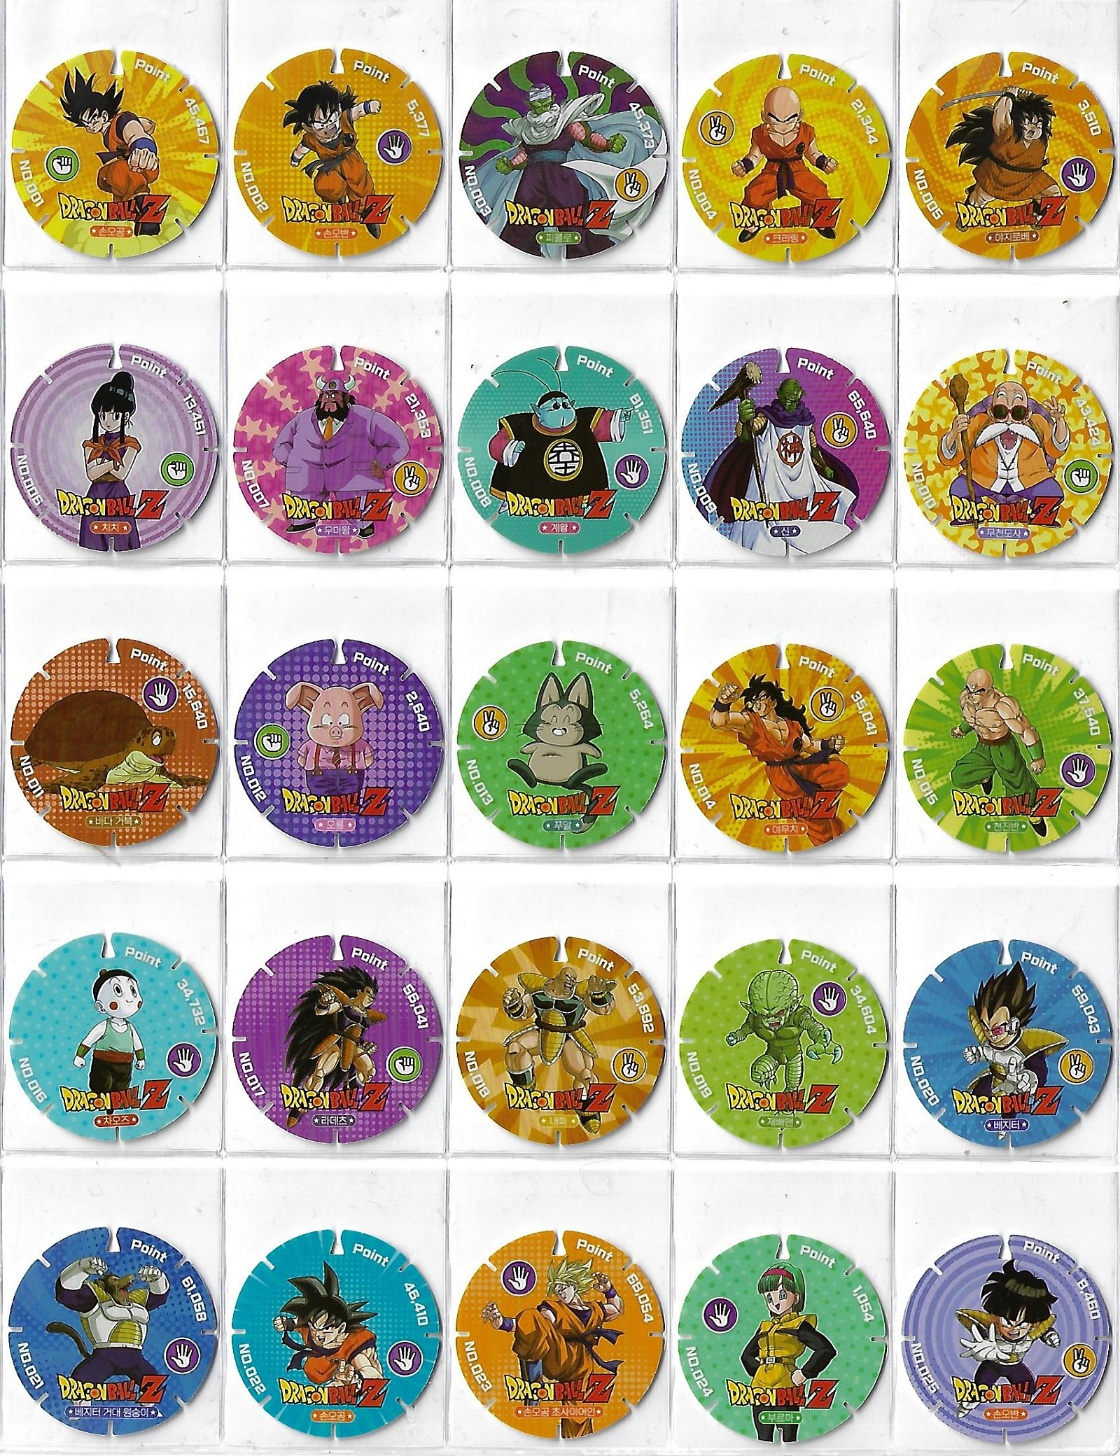 Point
45,457
NO.001
DRAGON BALL Z
손오공
Point
5,377
NO.002
DRAGON BALL Z
손오반
Point
NO.003
DRAGON BALL Z
피콜로
Point
21,344
NO.004
DRAGON BALL Z
크리링
Point
3,510
NO.005
DRAGON BALL Z
야지로베
Point
13,451
NO.006
DRAGON BALL Z
치치
Point
21,353
NO.007
DRAGON BALL Z
우마왕
Point
81,351
NO.008
DRAGON BALL Z
계왕
Point
65,640
NO.009
DRAGON BALL Z
신
Point
43,424
NO.010
DRAGON BALL Z
무천도사
Point
15,640
NO.011
DRAGON BALL Z
바다 거북
Point
2,640
NO.012
DRAGON BALL Z
오룡
Point
5,264
NO.013
DRAGON BALL Z
푸알
Point
35,041
NO.014
DRAGON BALL Z
야무치
Point
37,540
NO.015
DRAGON BALL Z
천진반
Point
34,732
NO.016
DRAGON BALL Z
차오즈
Point
56,041
NO.017
DRAGON BALL Z
라데츠
Point
53,892
NO.018
DRAGON BALL Z
내퍼
Point
34,604
NO.019
DRAGON BALL Z
재배맨
Point
59,043
NO.020
DRAGON BALL Z
베지터
Point
61,058
NO.021
DRAGON BALL Z
베지터 거대 원숭이
Point
46,410
NO.022
DRAGON BALL Z
손오공
Point
68,054
NO.023
DRAGON BALL Z
손오공 초사이어인
Point
1,054
NO.024
DRAGON BALL Z
부르마
Point
8,460
NO.025
DRAGON BALL Z
손오반